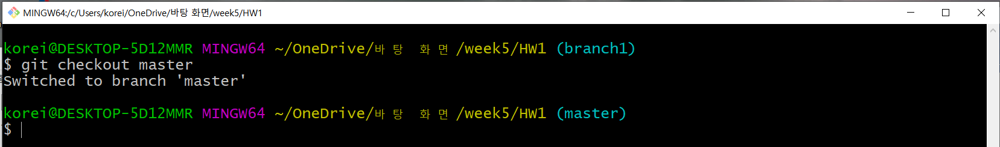 MINGW64:/c/Users/korei/OneDrive/바탕 화면/week5/HW1
korei@DESKTOP-5D12MMR MINGW64 ~/OneDrive/바탕 화면/week5/HW1 (branch1)
$ git checkout master
Switched to branch 'master'
korei@DESKTOP-5D12MMR MINGW64 ~/OneDrive/바탕 화면/week5/HW1 (master)
$